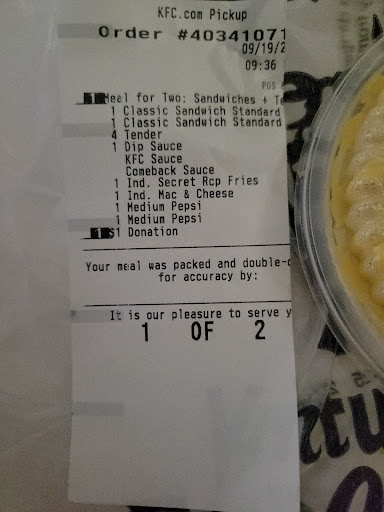 KFC.com Pickup
Order #40341071
09/19/2
09:36
POS
1 Meal for Two: Sandwiches + Te
1 Classic Sandwich Standard
1 Classic Sandwich Standard
4 Tender
1 Dip Sauce
KFC Sauce
Comeback Sauce
1 Ind. Secret Rcp Fries
1 Ind. Mac & Cheese
1 Medium Pepsi
1 Medium Pepsi
1 $1 Donation
Your meal was packed and double-c
for accuracy by:
It is our pleasure to serve y
1 OF 2